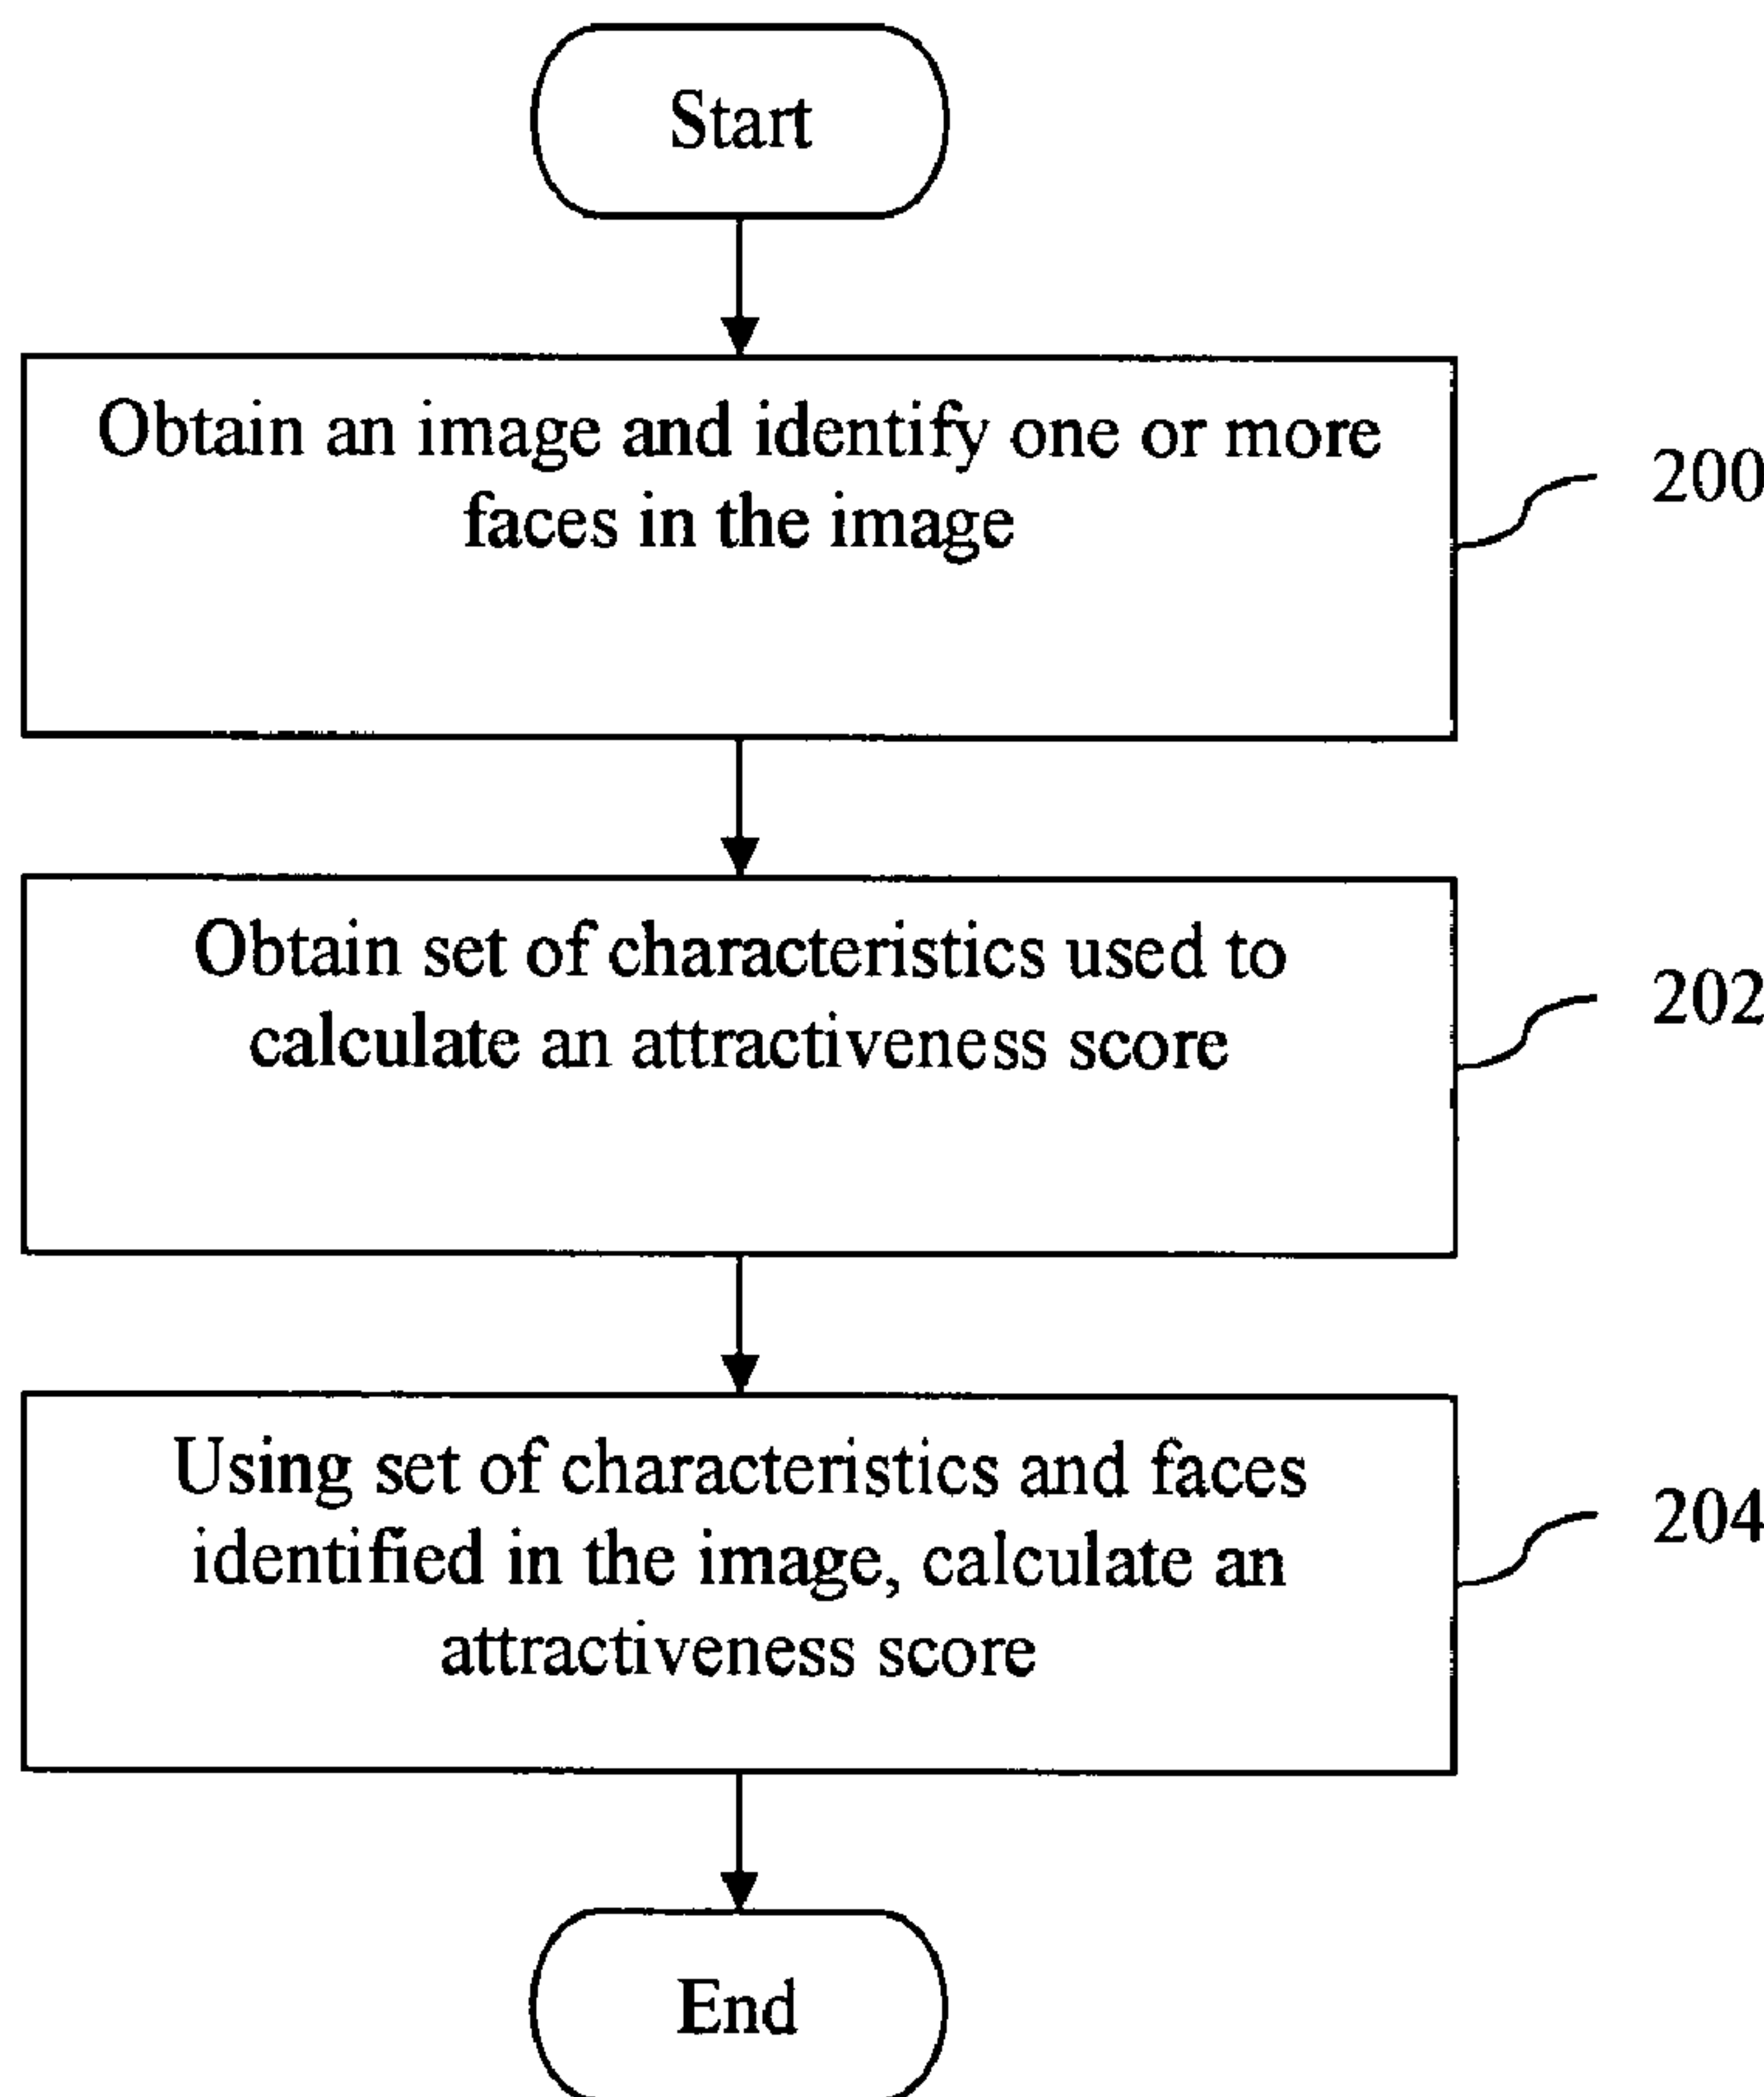 Start
Obtain an image and identify one or more
faces in the image
200
Obtain set of characteristics used to
calculate an attractiveness score
202
Using set of characteristics and faces
identified in the image, calculate an
attractiveness score
204
End